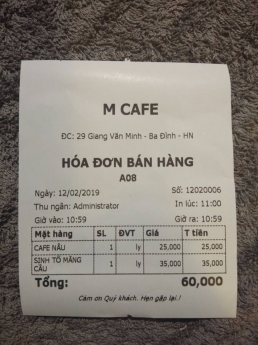 M CAFE
ĐC: 29 Giang Văn Minh - Ba Đình - HN
HÓA ĐƠN BÁN HÀNG
A08
Ngày: 12/02/2019 Số: 12020006
Thu ngân: Administrator In lúc: 11:00
Giờ vào: 10:59 Giờ ra: 10:59
Mặt hàng SL ĐVT Giá T tiền
CAFE NÂU 1 ly 25,000 25,000
SINH TỐ MÃNG CẦU 1 ly 35,000 35,000
Tổng: 60,000
Cảm ơn Quý khách. Hẹn gặp lại!